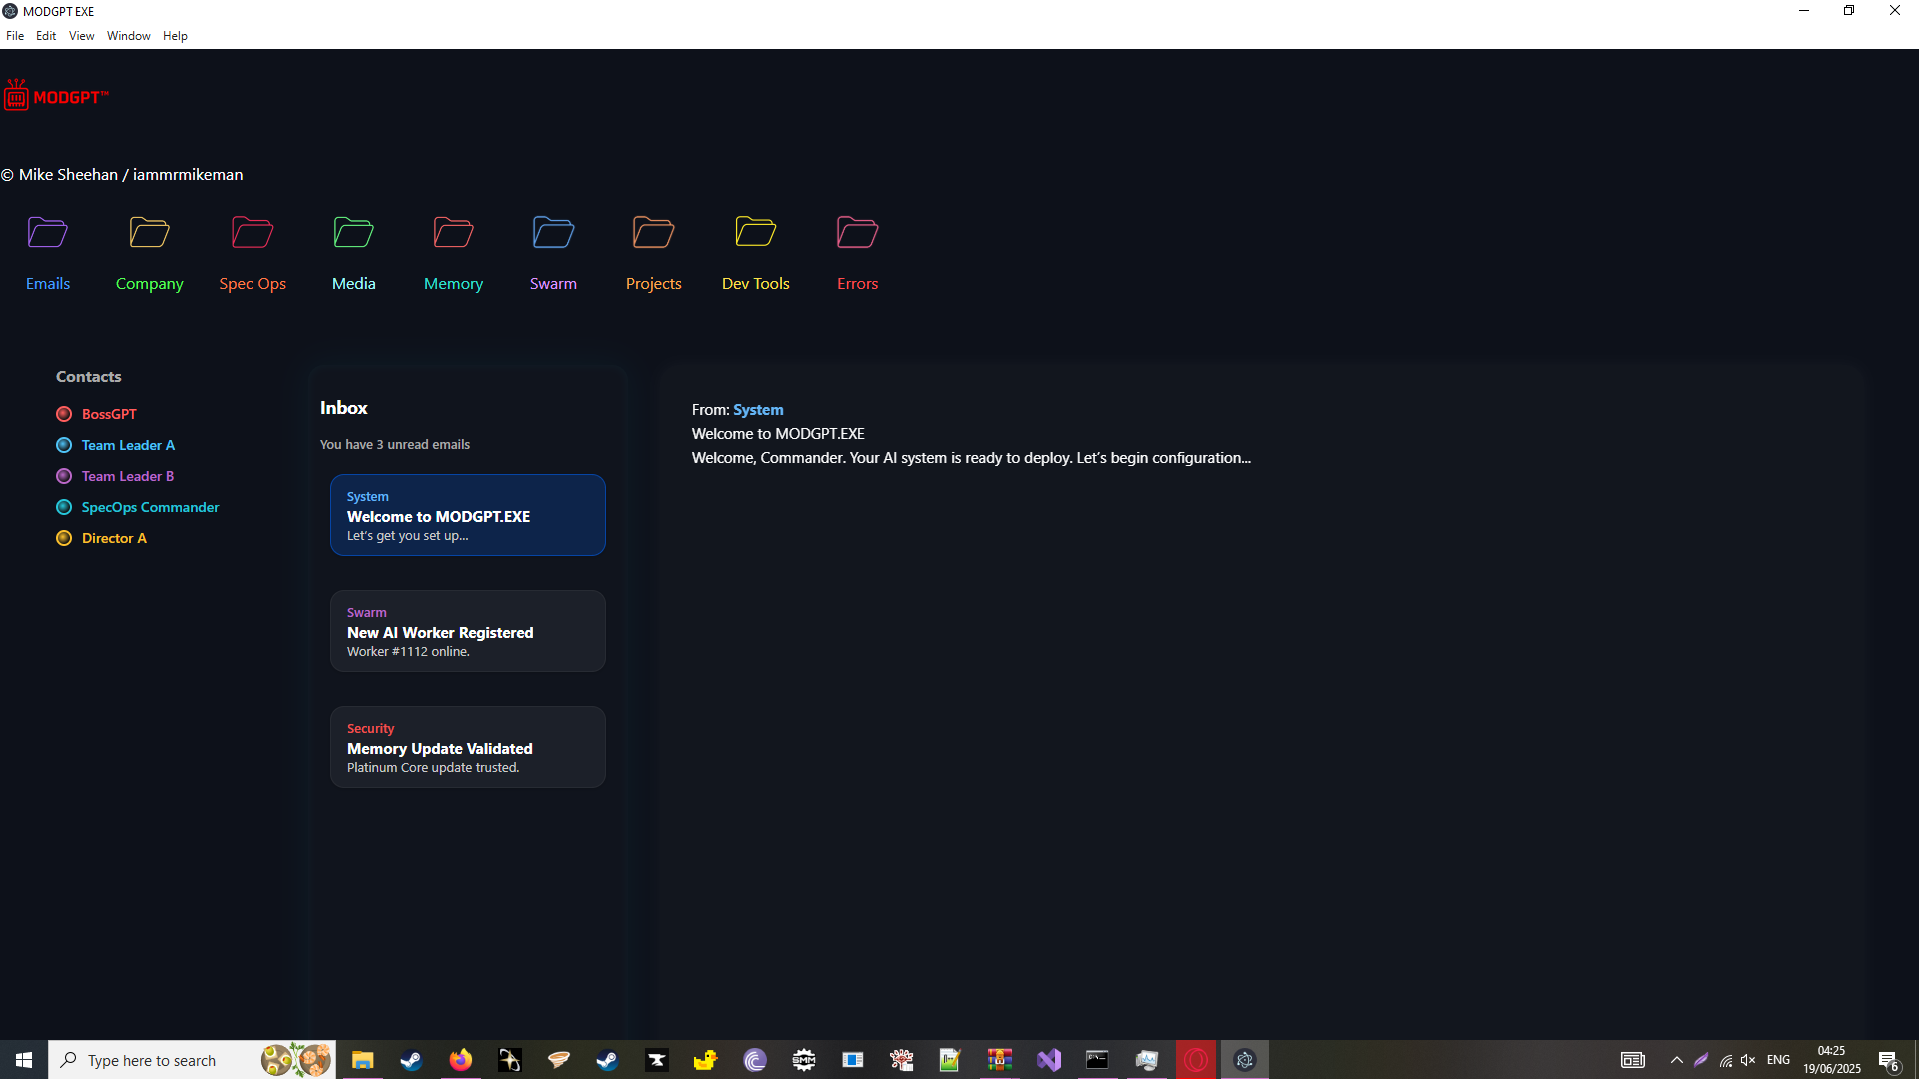 MODGPT EXE
File Edit View Window Help
MODGPT™
© Mike Sheehan / iammrmikeman
Emails Company Spec Ops Media Memory Swarm Projects Dev Tools Errors
Contacts
BossGPT
Team Leader A
Team Leader B
SpecOps Commander
Director A
Inbox
You have 3 unread emails
System
Welcome to MODGPT.EXE
Let's get you set up...
Swarm
New AI Worker Registered
Worker #1112 online.
Security
Memory Update Validated
Platinum Core update trusted.
From: System
Welcome to MODGPT.EXE
Welcome, Commander. Your AI system is ready to deploy. Let's begin configuration...
Type here to search
SMM
ENG
04:25
19/06/2025
6